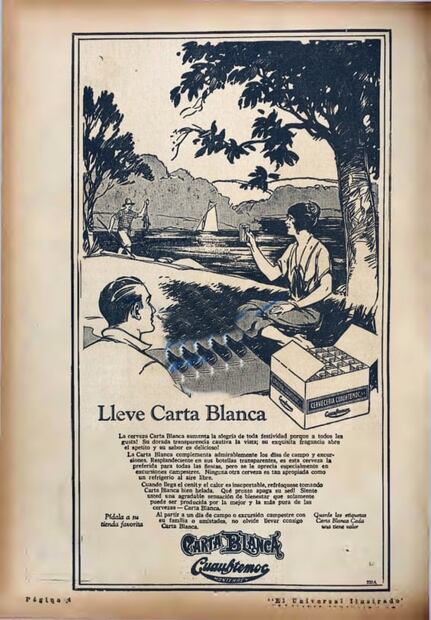 CERVECERIA CUAUHTEMOC
Lleve Carta Blanca
La cerveza Carta Blanca aumenta la alegría de toda festividad porque a todos les
gusta! Su dorada transparencia cautiva la vista; su exquisita fragancia abre
el apetito y su sabor es delicioso!
La Carta Blanca complementa admirablemente los días de campo y excur-
siones. Resplandeciente en sus botellas transparentes, es esta cerveza la
preferida para todas las fiestas, pero se le aprecia especialmente en
excursiones campestres. Ninguna otra cerveza es tan apropiada como
un refrigerio al aire libre.
Cuando llega el cenit y el calor es insoportable, refrésquese tomando
Carta Blanca bien helada. Qué pronto apaga su sed! Siente
usted una agradable sensación de bienestar que solamente
puede ser producida por la mejor y la más pura de las
cervezas — Carta Blanca.
Al partir a un día de campo o excursión campestre con
su familia o amistades, no olvide llevar consigo
Carta Blanca.
Pídala a su
tienda favorita
Guarde las etiquetas
Carta Blanca Cada
una tiene valor
CARTA BLANCA
Cuauhtemoc
MONTERREY
Página 4
"El Universal Ilustrado"